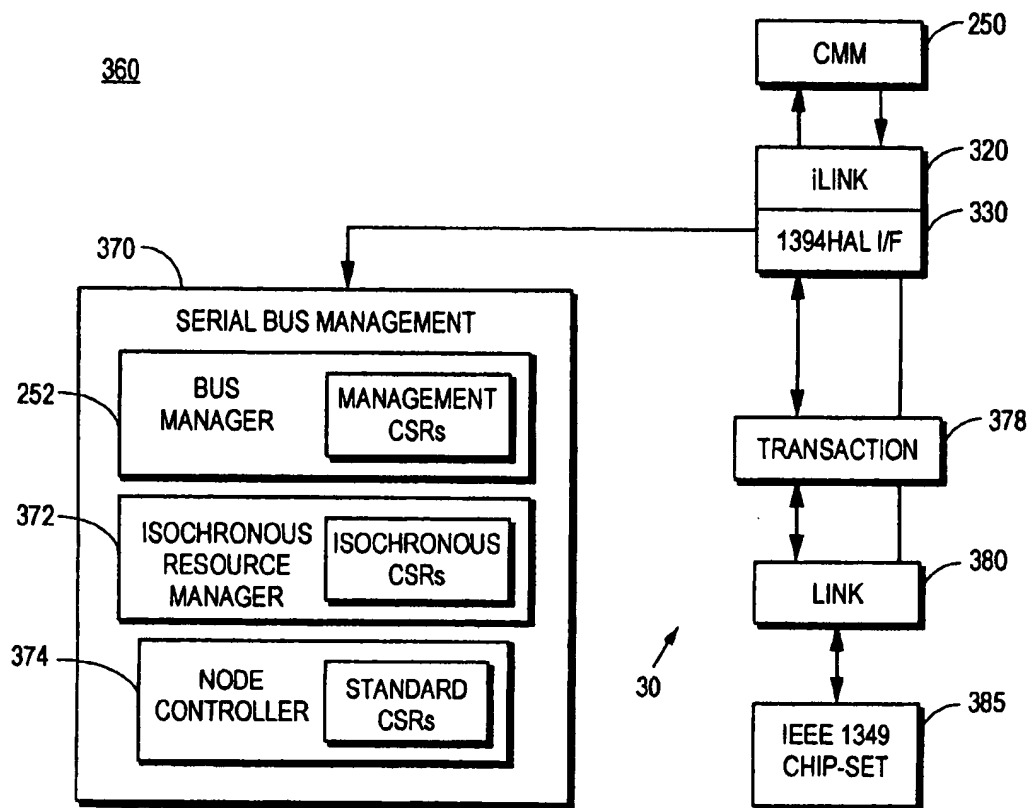 360
250
CMM
320
iLINK
330
1394HAL I/F
370
SERIAL BUS MANAGEMENT
252
BUS
MANAGER
MANAGEMENT
CSRs
378
TRANSACTION
372
ISOCHRONOUS
RESOURCE
MANAGER
ISOCHRONOUS
CSRs
380
LINK
374
NODE
CONTROLLER
STANDARD
CSRs
30
385
IEEE 1349
CHIP-SET